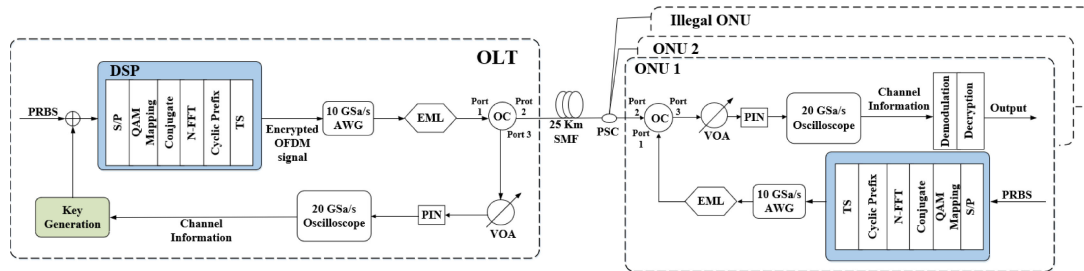 Illegal ONU
ONU 2
ONU 1
OLT
DSP
PRBS
S/P
QAM
Mapping
Conjugate
N-FFT
Cyclic Prefix
TS
Encrypted
OFDM
signal
10 GSa/s
AWG
EML
Port
1
OC
Prot
2
Port 3
25 Km
SMF
PSC
Port
2
OC
Port
3
Port
1
VOA
PIN
20 GSa/s
Oscilloscope
Channel
Information
Demodulation
Decryption
Output
Key
Generation
Channel
Information
20 GSa/s
Oscilloscope
PIN
VOA
EML
10 GSa/s
AWG
TS
Cyclic Prefix
N-FFT
Conjugate
QAM
Mapping
S/P
PRBS